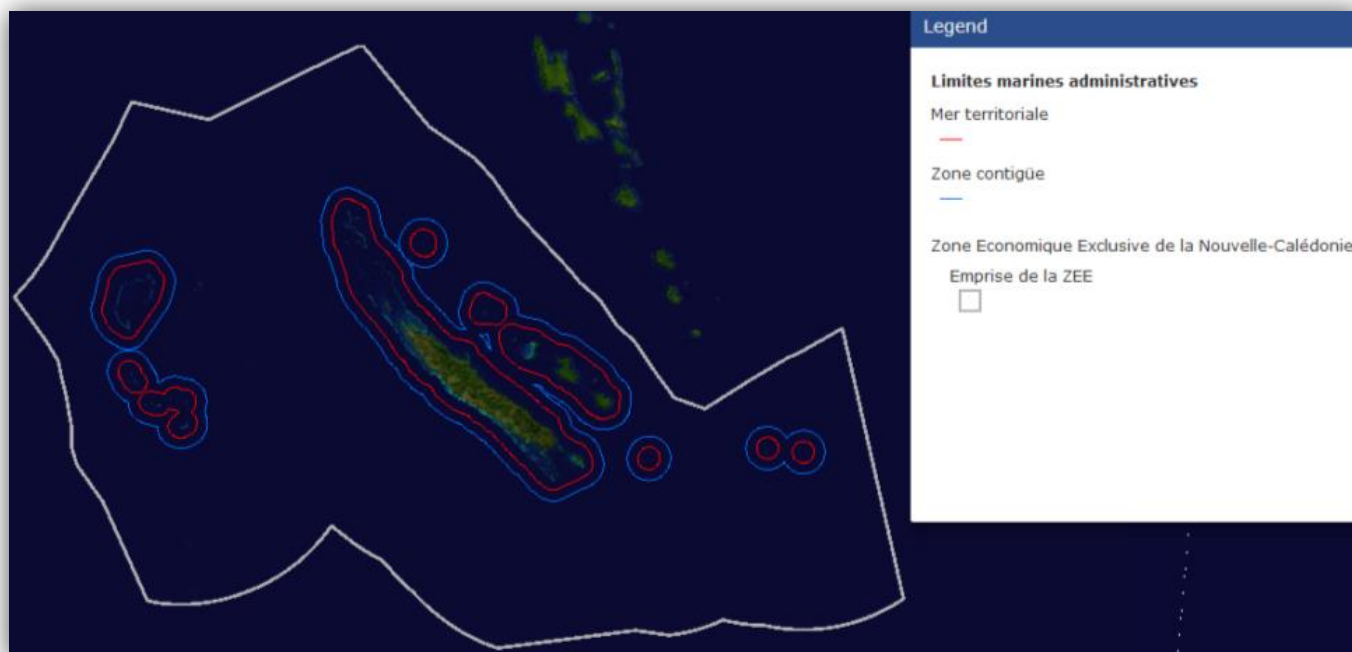 Legend
Limites marines administratives
Mer territoriale
Zone contigüe
Zone Economique Exclusive de la Nouvelle-Calédonie
Emprise de la ZEE